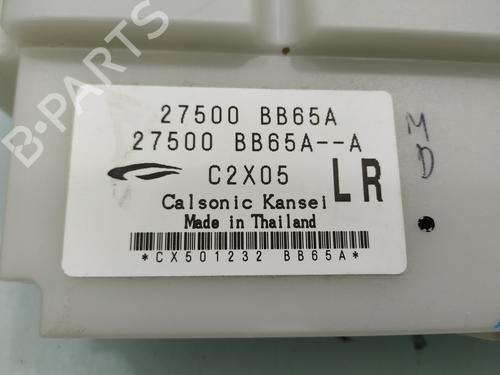 B-PARTS
27500 BB65A
27500 BB65A--A
C2X05
LR
Calsonic Kansei
Made in Thailand
*CX501232 BB65A*
M
D